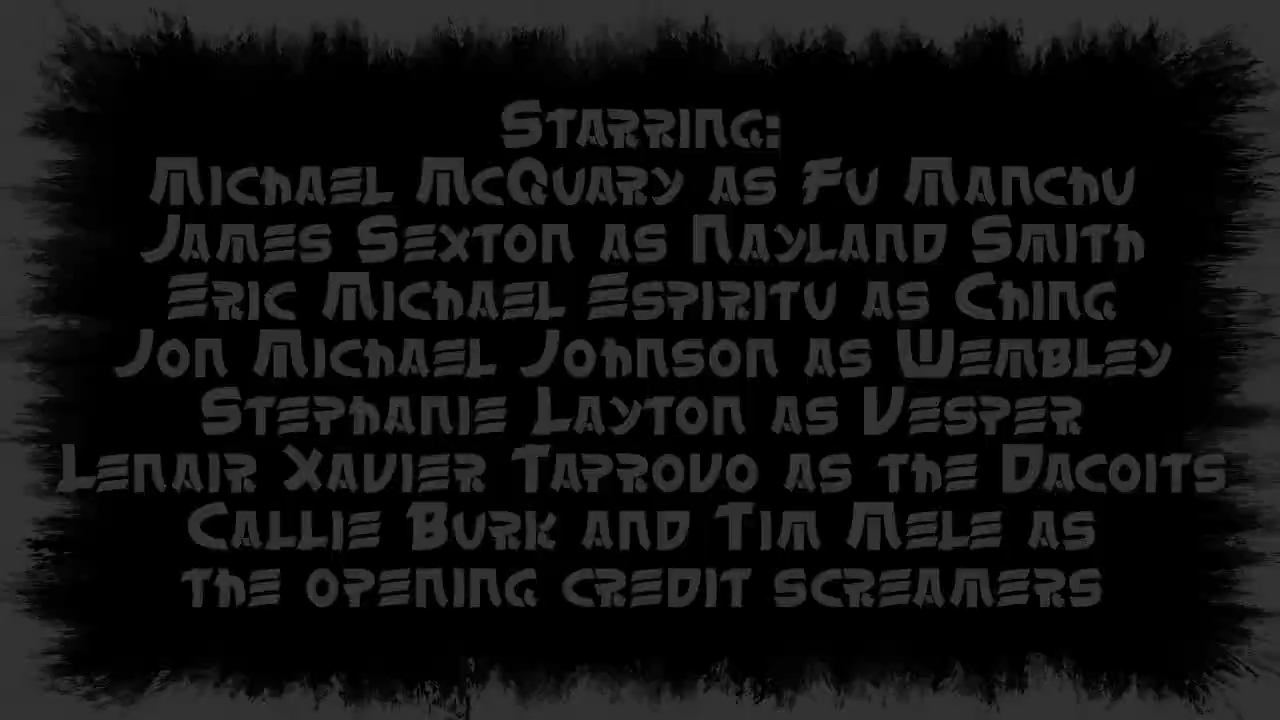 Starring:
Michael McQuary as Fu Manchu
James Sexton as Nayland Smith
Eric Michael Espiritu as Ching
Jon Michael Johnson as Wembley
Stephanie Layton as Vesper
Lenair Xavier Taprovo as the Dacoits
Callie Burk and Tim Mele as
the opening credit screamers